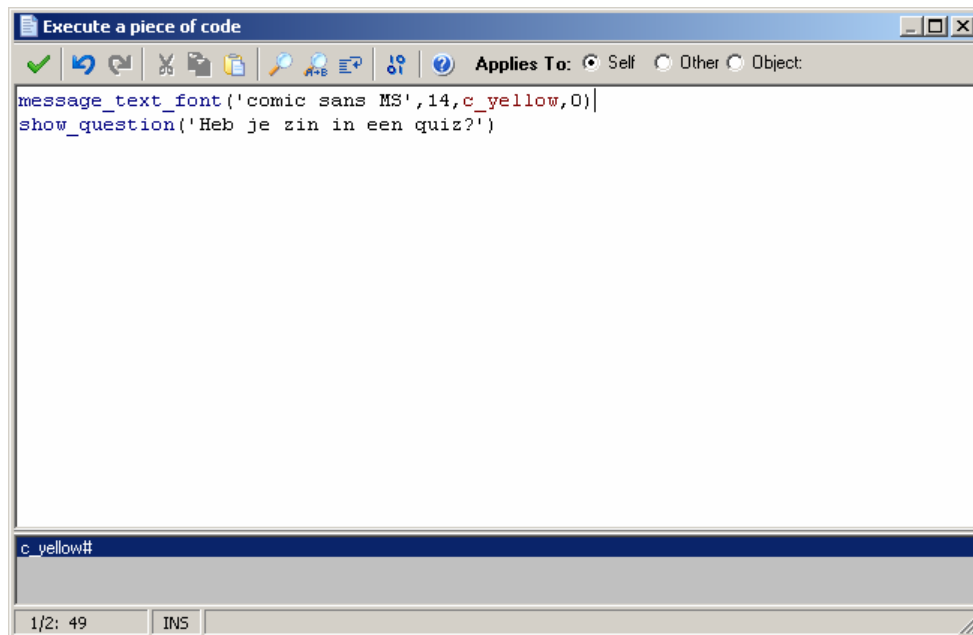 Execute a piece of code
Applies To: Self Other Object:
message_text_font('comic sans MS',14,c_yellow,0)
show_question('Heb je zin in een quiz?')
c_yellow#
1/2: 49 INS